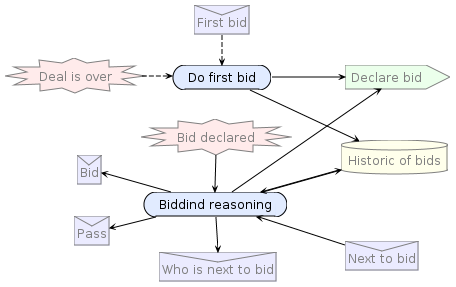 First bid
Deal is over
Do first bid
Declare bid
Bid declared
Historic of bids
Bid
Biddind reasoning
Pass
Who is next to bid
Next to bid